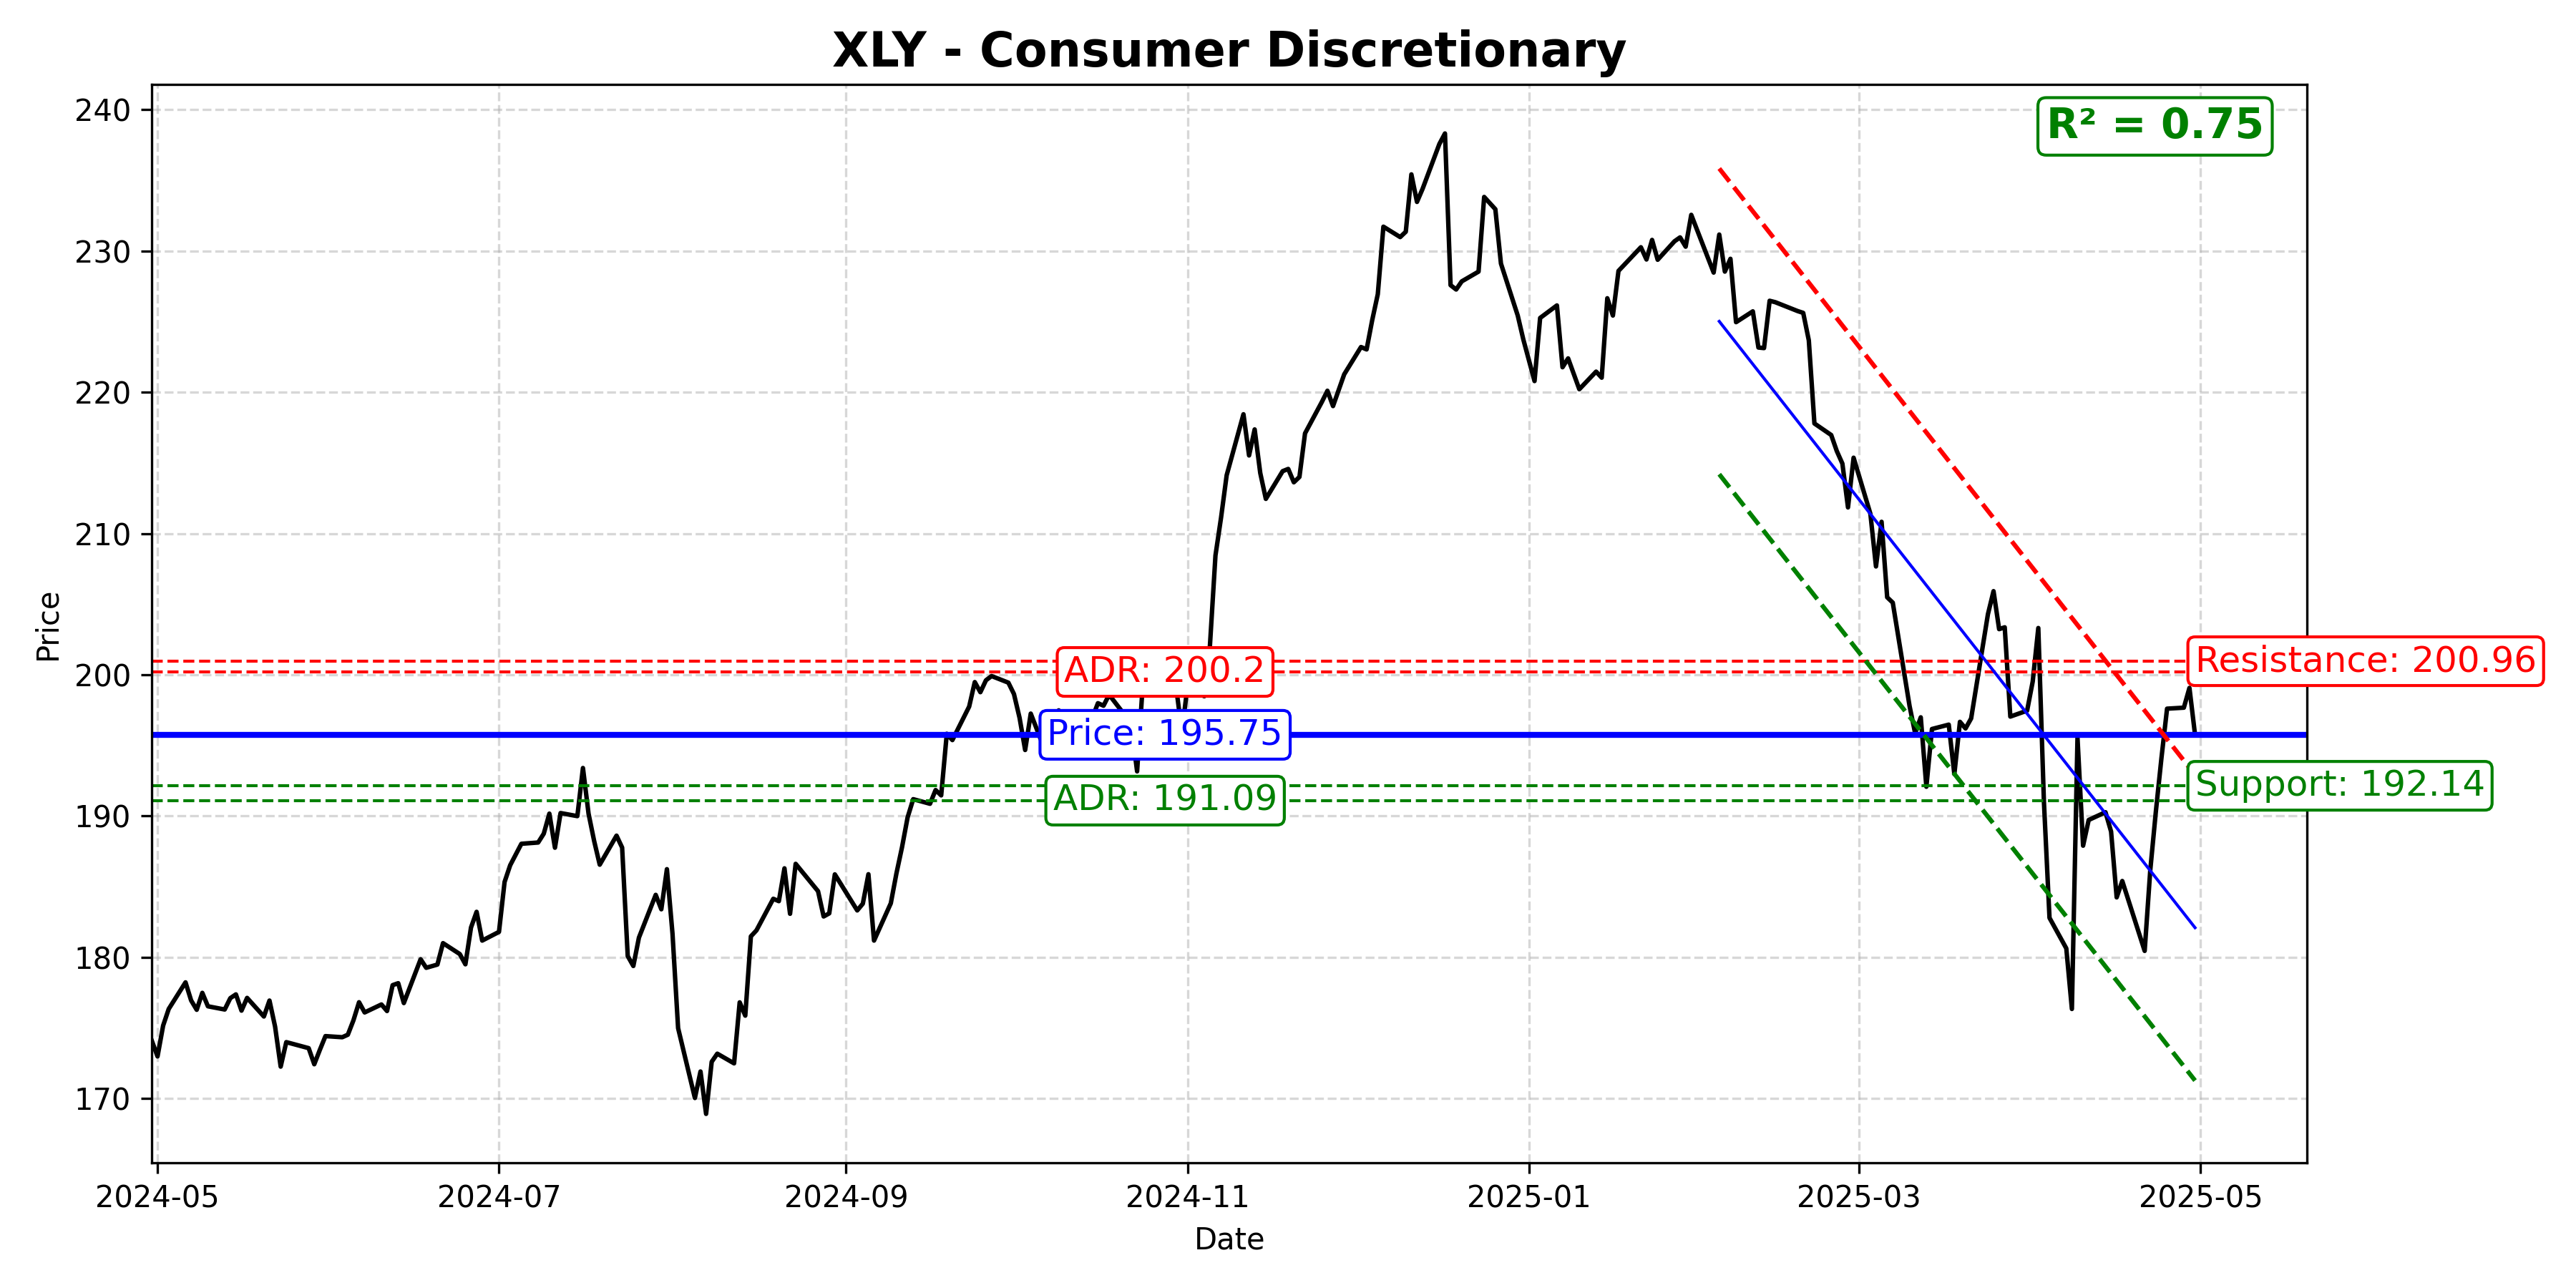 XLY - Consumer Discretionary
R² = 0.75
Price
240
230
220
210
200
190
180
170
ADR: 200.2
Resistance: 200.96
Price: 195.75
Support: 192.14
ADR: 191.09
2024-05 2024-07 2024-09 2024-11 2025-01 2025-03 2025-05
Date